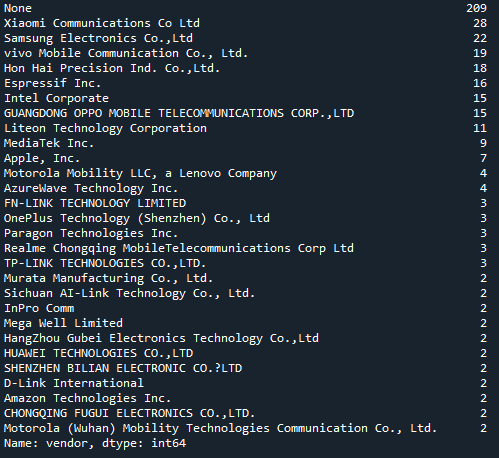 None 209
Xiaomi Communications Co Ltd 28
Samsung Electronics Co.,Ltd 22
vivo Mobile Communication Co., Ltd. 19
Hon Hai Precision Ind. Co.,Ltd. 18
Espressif Inc. 16
Intel Corporate 15
GUANGDONG OPPO MOBILE TELECOMMUNICATIONS CORP.,LTD 15
Liteon Technology Corporation 11
MediaTek Inc. 9
Apple, Inc. 7
Motorola Mobility LLC, a Lenovo Company 4
AzureWave Technology Inc. 4
FN-LINK TECHNOLOGY LIMITED 3
OnePlus Technology (Shenzhen) Co., Ltd 3
Paragon Technologies Inc. 3
Realme Chongqing MobileTelecommunications Corp Ltd 3
TP-LINK TECHNOLOGIES CO.,LTD. 3
Murata Manufacturing Co., Ltd. 2
Sichuan AI-Link Technology Co., Ltd. 2
InPro Comm 2
Mega Well Limited 2
HangZhou Gubei Electronics Technology Co.,Ltd 2
HUAWEI TECHNOLOGIES CO.,LTD 2
SHENZHEN BILIAN ELECTRONIC CO.?LTD 2
D-Link International 2
Amazon Technologies Inc. 2
CHONGQING FUGUI ELECTRONICS CO.,LTD. 2
Motorola (Wuhan) Mobility Technologies Communication Co., Ltd. 2
Name: vendor, dtype: int64